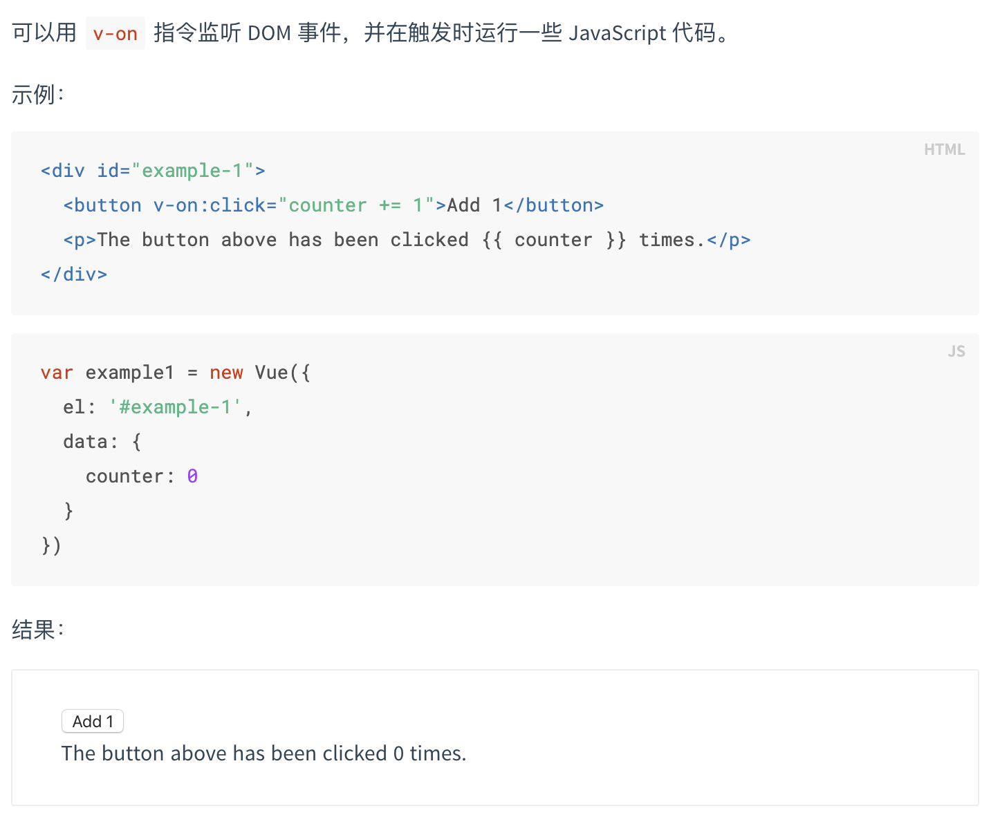 可以用 v-on 指令监听 DOM 事件，并在触发时运行一些 JavaScript 代码。
示例：
HTML
<div id="example-1">
  <button v-on:click="counter += 1">Add 1</button>
  <p>The button above has been clicked {{ counter }} times.</p>
</div>
JS
var example1 = new Vue({
  el: '#example-1',
  data: {
    counter: 0
  }
})
结果：
Add 1
The button above has been clicked 0 times.